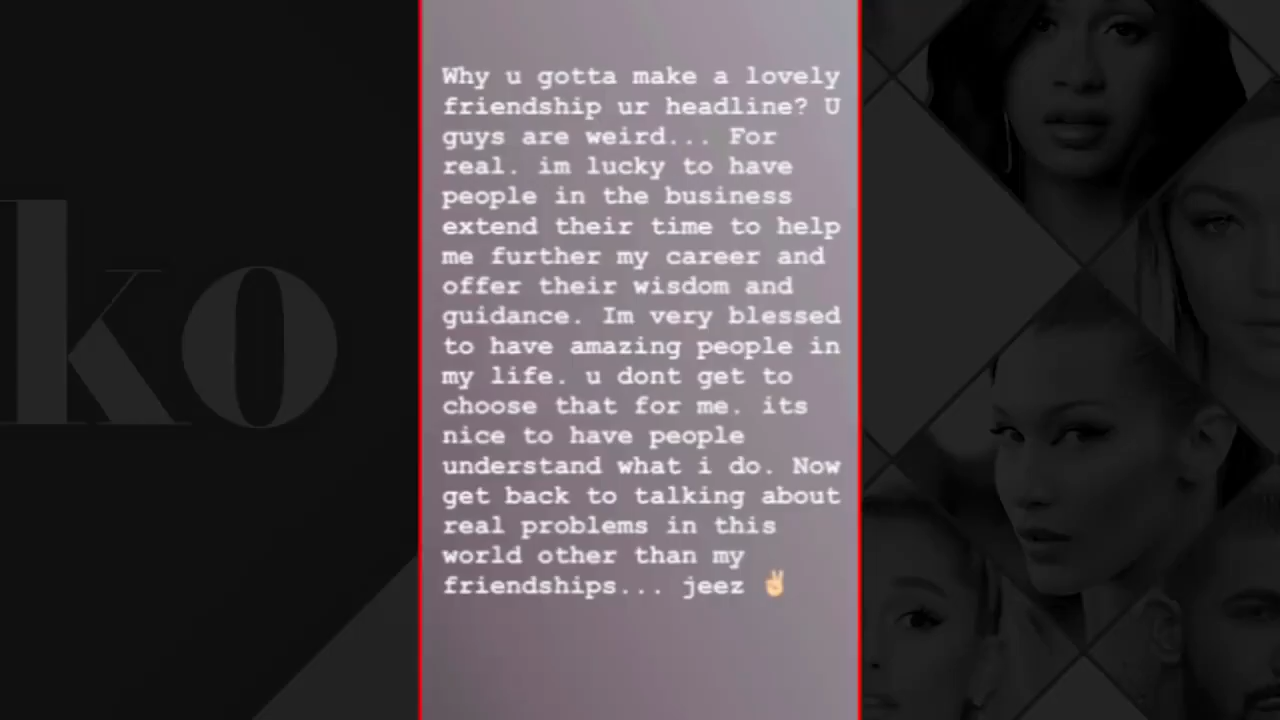 Why u gotta make a lovely
friendship ur headline? U
guys are weird... For
real. im lucky to have
people in the business
extend their time to help
me further my career and
offer their wisdom and
guidance. Im very blessed
to have amazing people in
my life. u dont get to
choose that for me. its
nice to have people
understand what i do. Now
get back to talking about
real problems in this
world other than my
friendships... jeez ✌🏻
ko